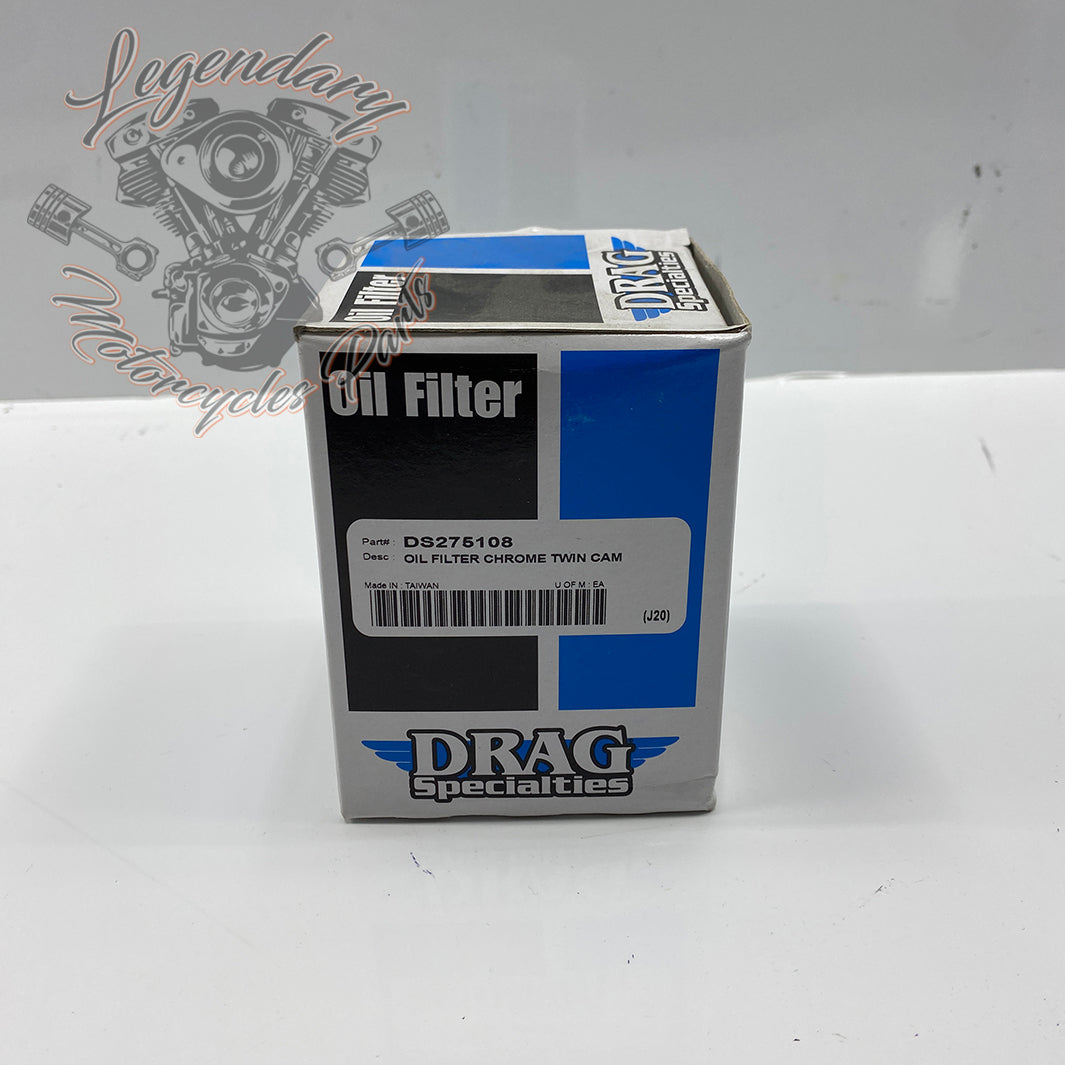 Legendary
Motorcycles Parts
Oil Filter
DRAG
Specialties
Oil Filter
Part# : DS275108
Desc : OIL FILTER CHROME TWIN CAM
Made IN : TAIWAN U OF M : EA
(J20)
DRAG
Specialties